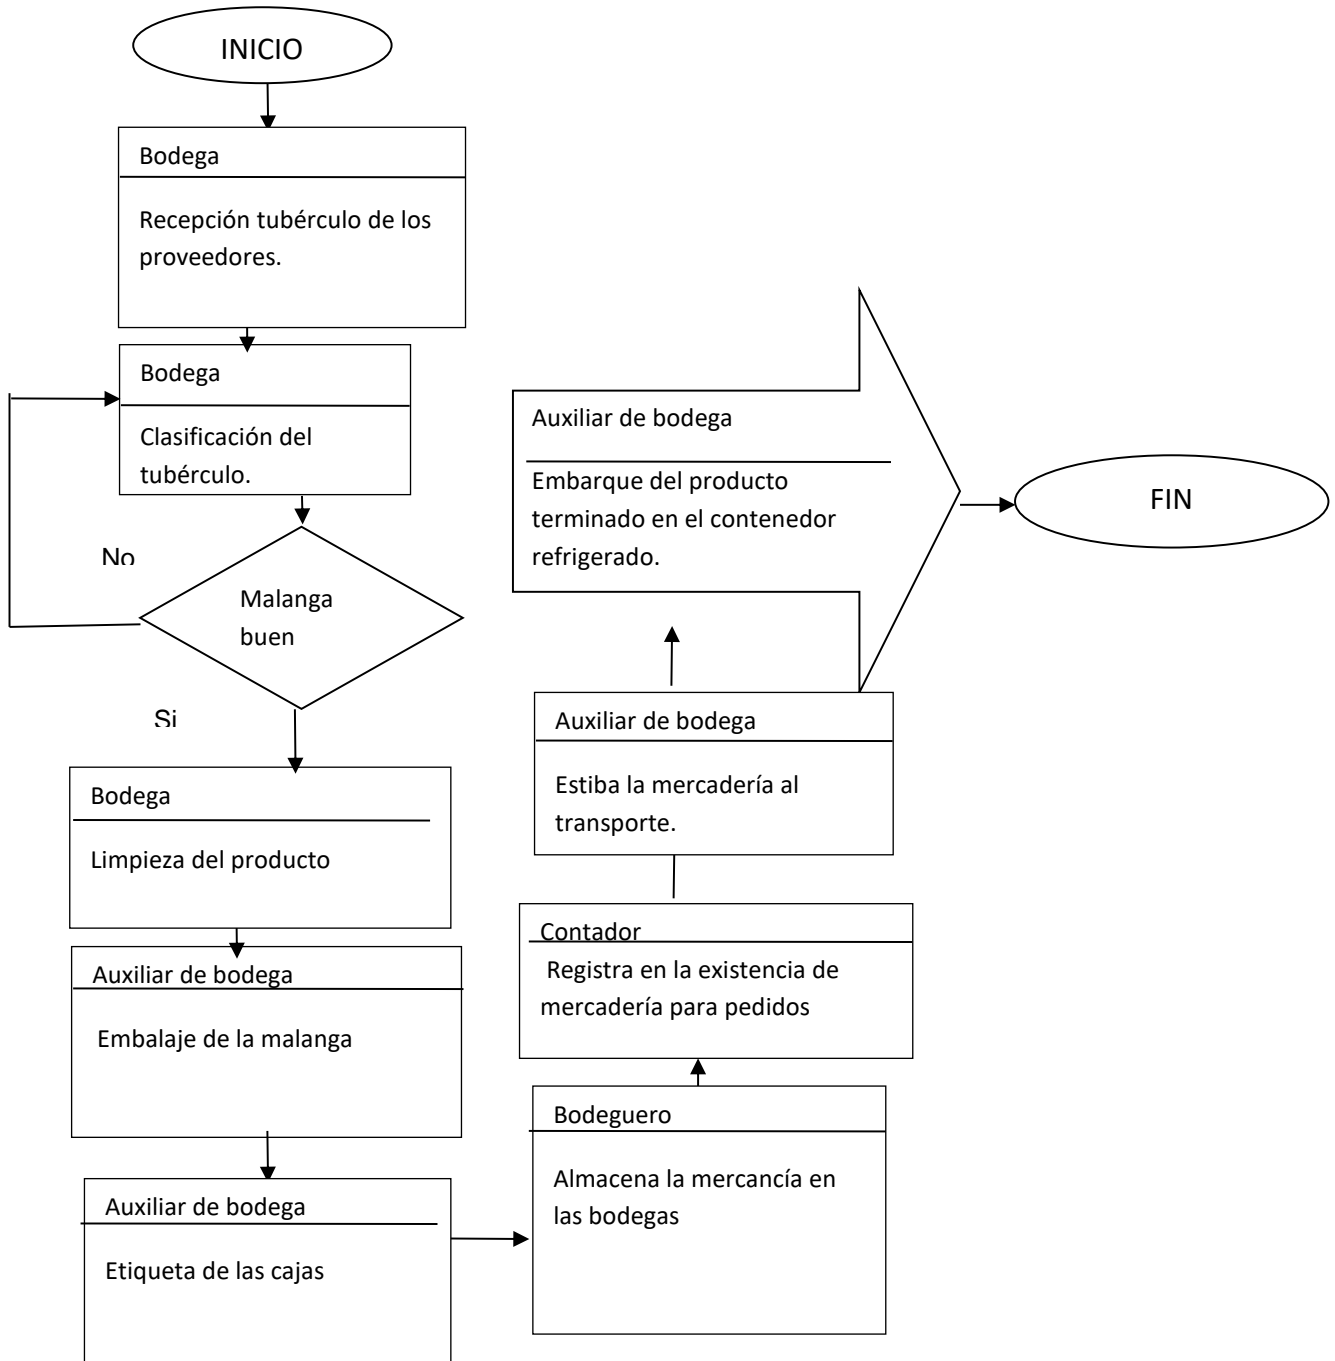 INICIO
Bodega
Recepción tubérculo de los
proveedores.
Bodega
Clasificación del
tubérculo.
No
Malanga
buen
Si
Bodega
Limpieza del producto
Auxiliar de bodega
Embalaje de la malanga
Auxiliar de bodega
Etiqueta de las cajas
Bodeguero
Almacena la mercancía en
las bodegas
Contador
Registra en la existencia de
mercadería para pedidos
Auxiliar de bodega
Estiba la mercadería al
transporte.
Auxiliar de bodega
Embarque del producto
terminado en el contenedor
refrigerado.
FIN